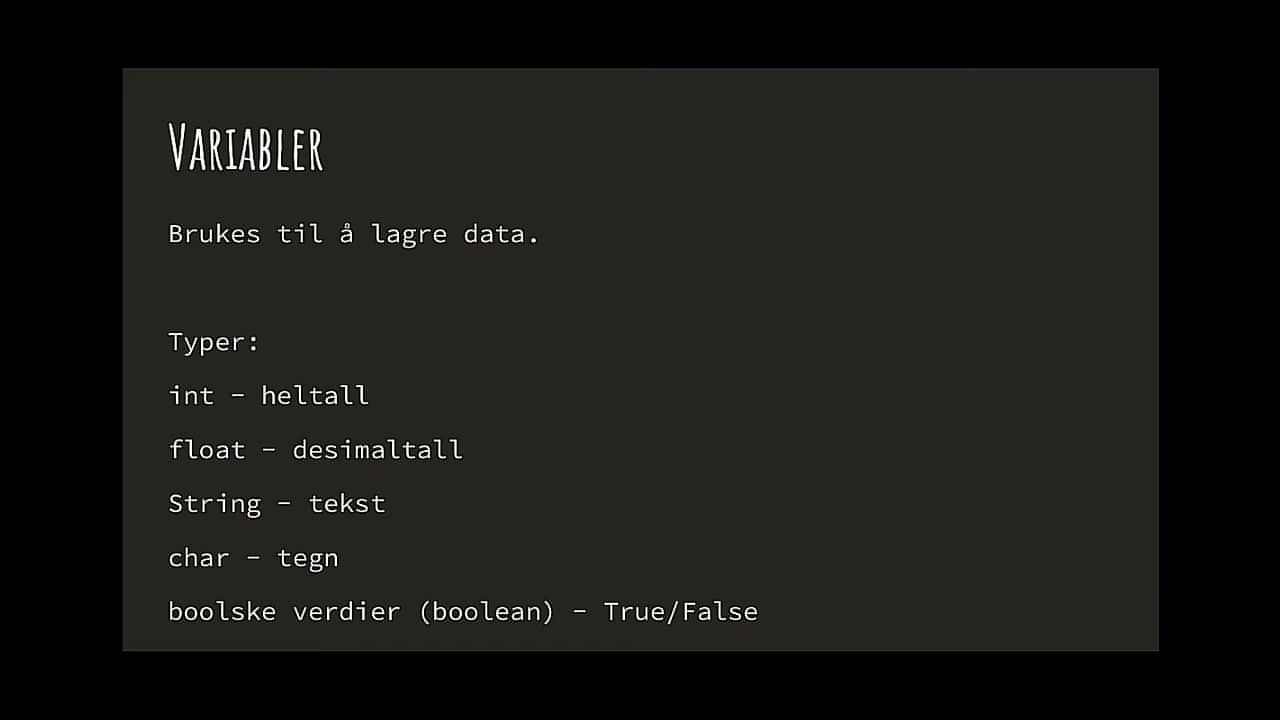 VARIABLER
Brukes til å lagre data.
Typer:
int – heltall
float – desimaltall
String – tekst
char – tegn
boolske verdier (boolean) – True/False